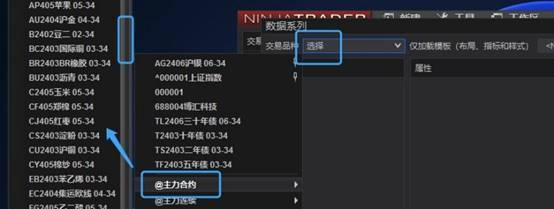 AP405苹果 05-34
AU2404沪金 04-34
B2402豆二 02-34
BC2403国际铜 03-34
BR2403BR橡胶 03-34
BU2403沥青 03-34
C2405玉米 05-34
CF405郑棉 05-34
CJ405红枣 05-34
CS2403淀粉 03-34
CU2403沪铜 03-34
CY405棉纱 05-34
EB2403苯乙烯 03-34
EC2404集运欧线 04-34
EG2405乙二醇 05-34
NINJATRADER
新建
工具
工作区
数据系列
交易
交易品种
选择
仅加载模板（布局、指标和样式）
<N
属性
AG2406沪银 06-34
^000001上证指数
000001
688004博汇科技
TL2406三十年债 06-34
T2403十年债 03-34
TS2403二年债 03-34
TF2403五年债 03-34
@主力合约
@主力连续